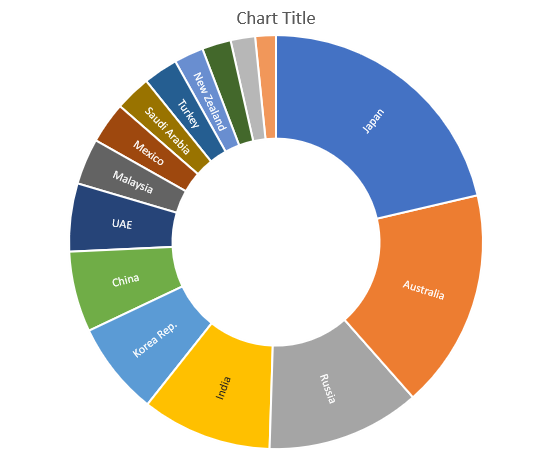 Chart Title
Japan
Australia
Russia
India
Korea Rep.
China
UAE
Malaysia
Mexico
Saudi Arabia
Turkey
New Zealand